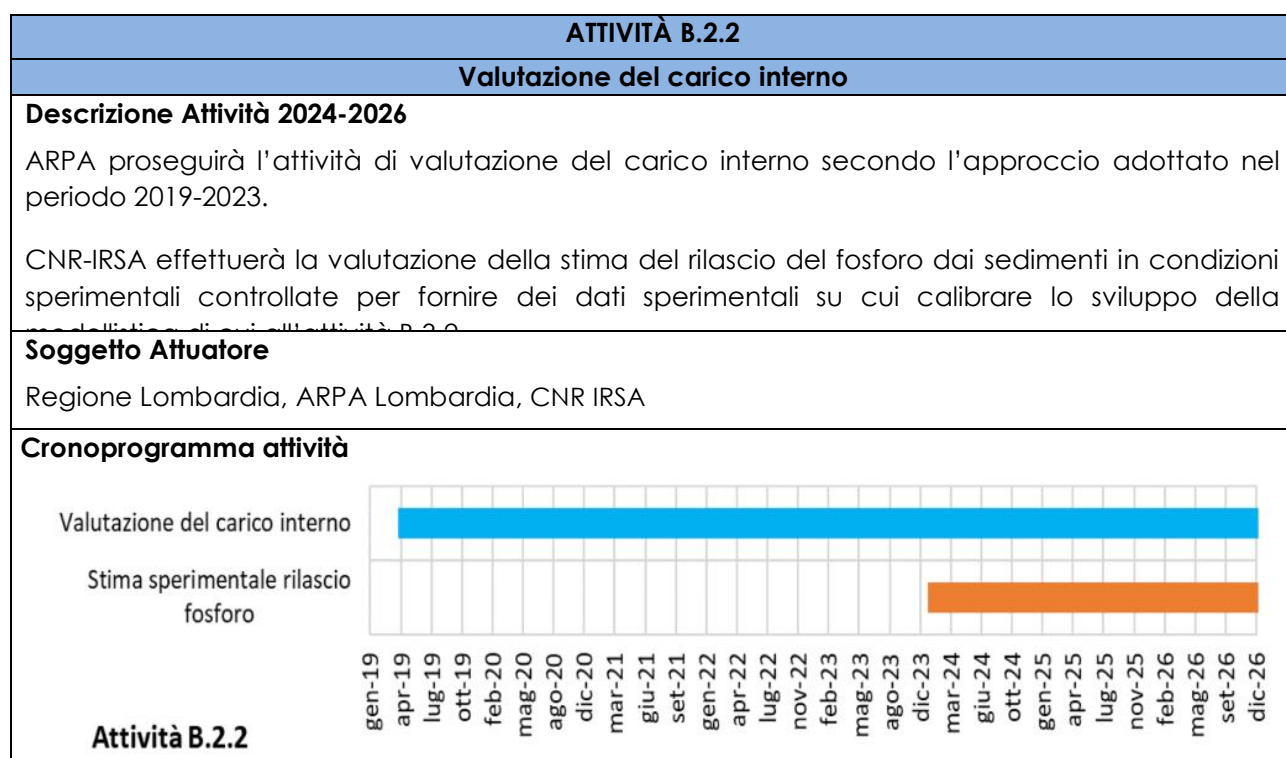 ATTIVITÀ B.2.2
Valutazione del carico interno
Descrizione Attività 2024-2026
ARPA proseguirà l’attività di valutazione del carico interno secondo l’approccio adottato nel
periodo 2019-2023.
CNR-IRSA effettuerà la valutazione della stima del rilascio del fosforo dai sedimenti in condizioni
sperimentali controllate per fornire dei dati sperimentali su cui calibrare lo sviluppo della
modellistica di cui all’attività
Soggetto Attuatore
Regione Lombardia, ARPA Lombardia, CNR IRSA
Cronoprogramma attività
Valutazione del carico interno
Stima sperimentale rilascio
fosforo
gen-19
apr-19
lug-19
ott-19
feb-20
mag-20
ago-20
dic-20
mar-21
giu-21
set-21
gen-22
apr-22
lug-22
nov-22
feb-23
mag-23
ago-23
dic-23
mar-24
giu-24
ott-24
gen-25
apr-25
lug-25
nov-25
feb-26
mag-26
set-26
dic-26
Attività B.2.2